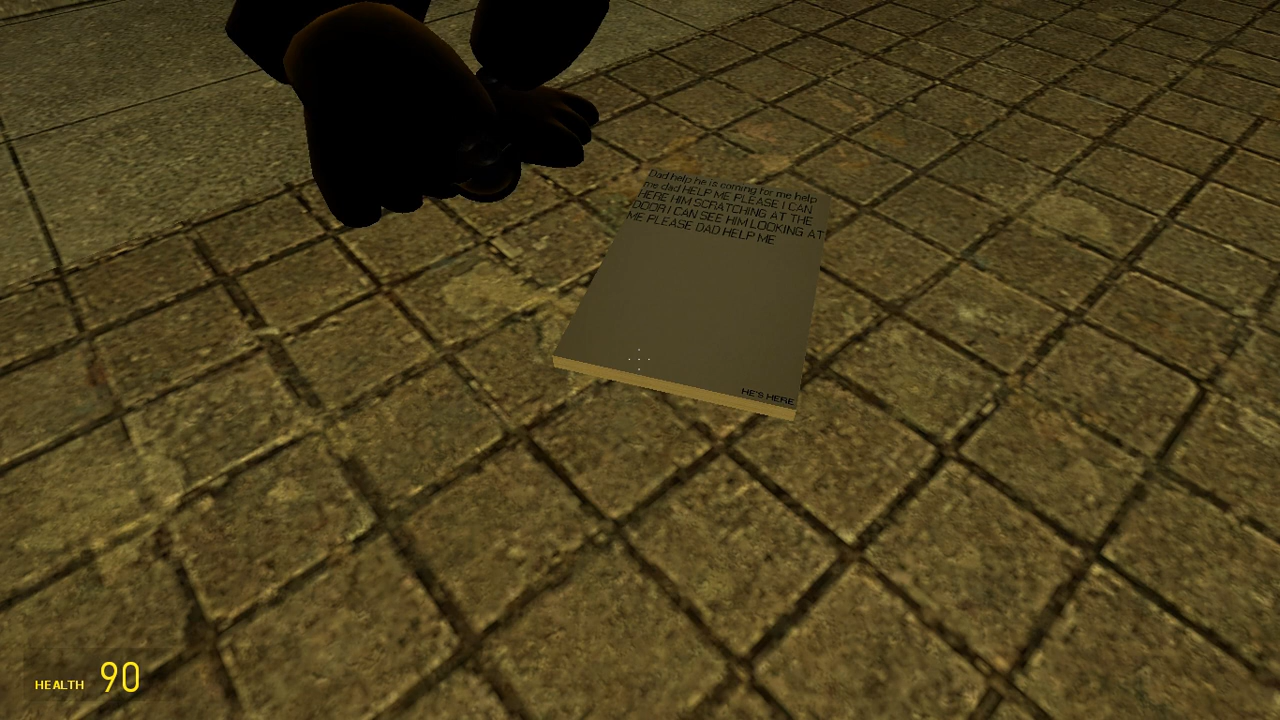 Dad help he is coming for me help
me dad HELP ME PLEASE I CAN
HERE HIM SCRATCHING AT THE
DOOR I CAN SEE HIM LOOKING AT
ME PLEASE DAD HELP ME
HE'S HERE
HEALTH 90